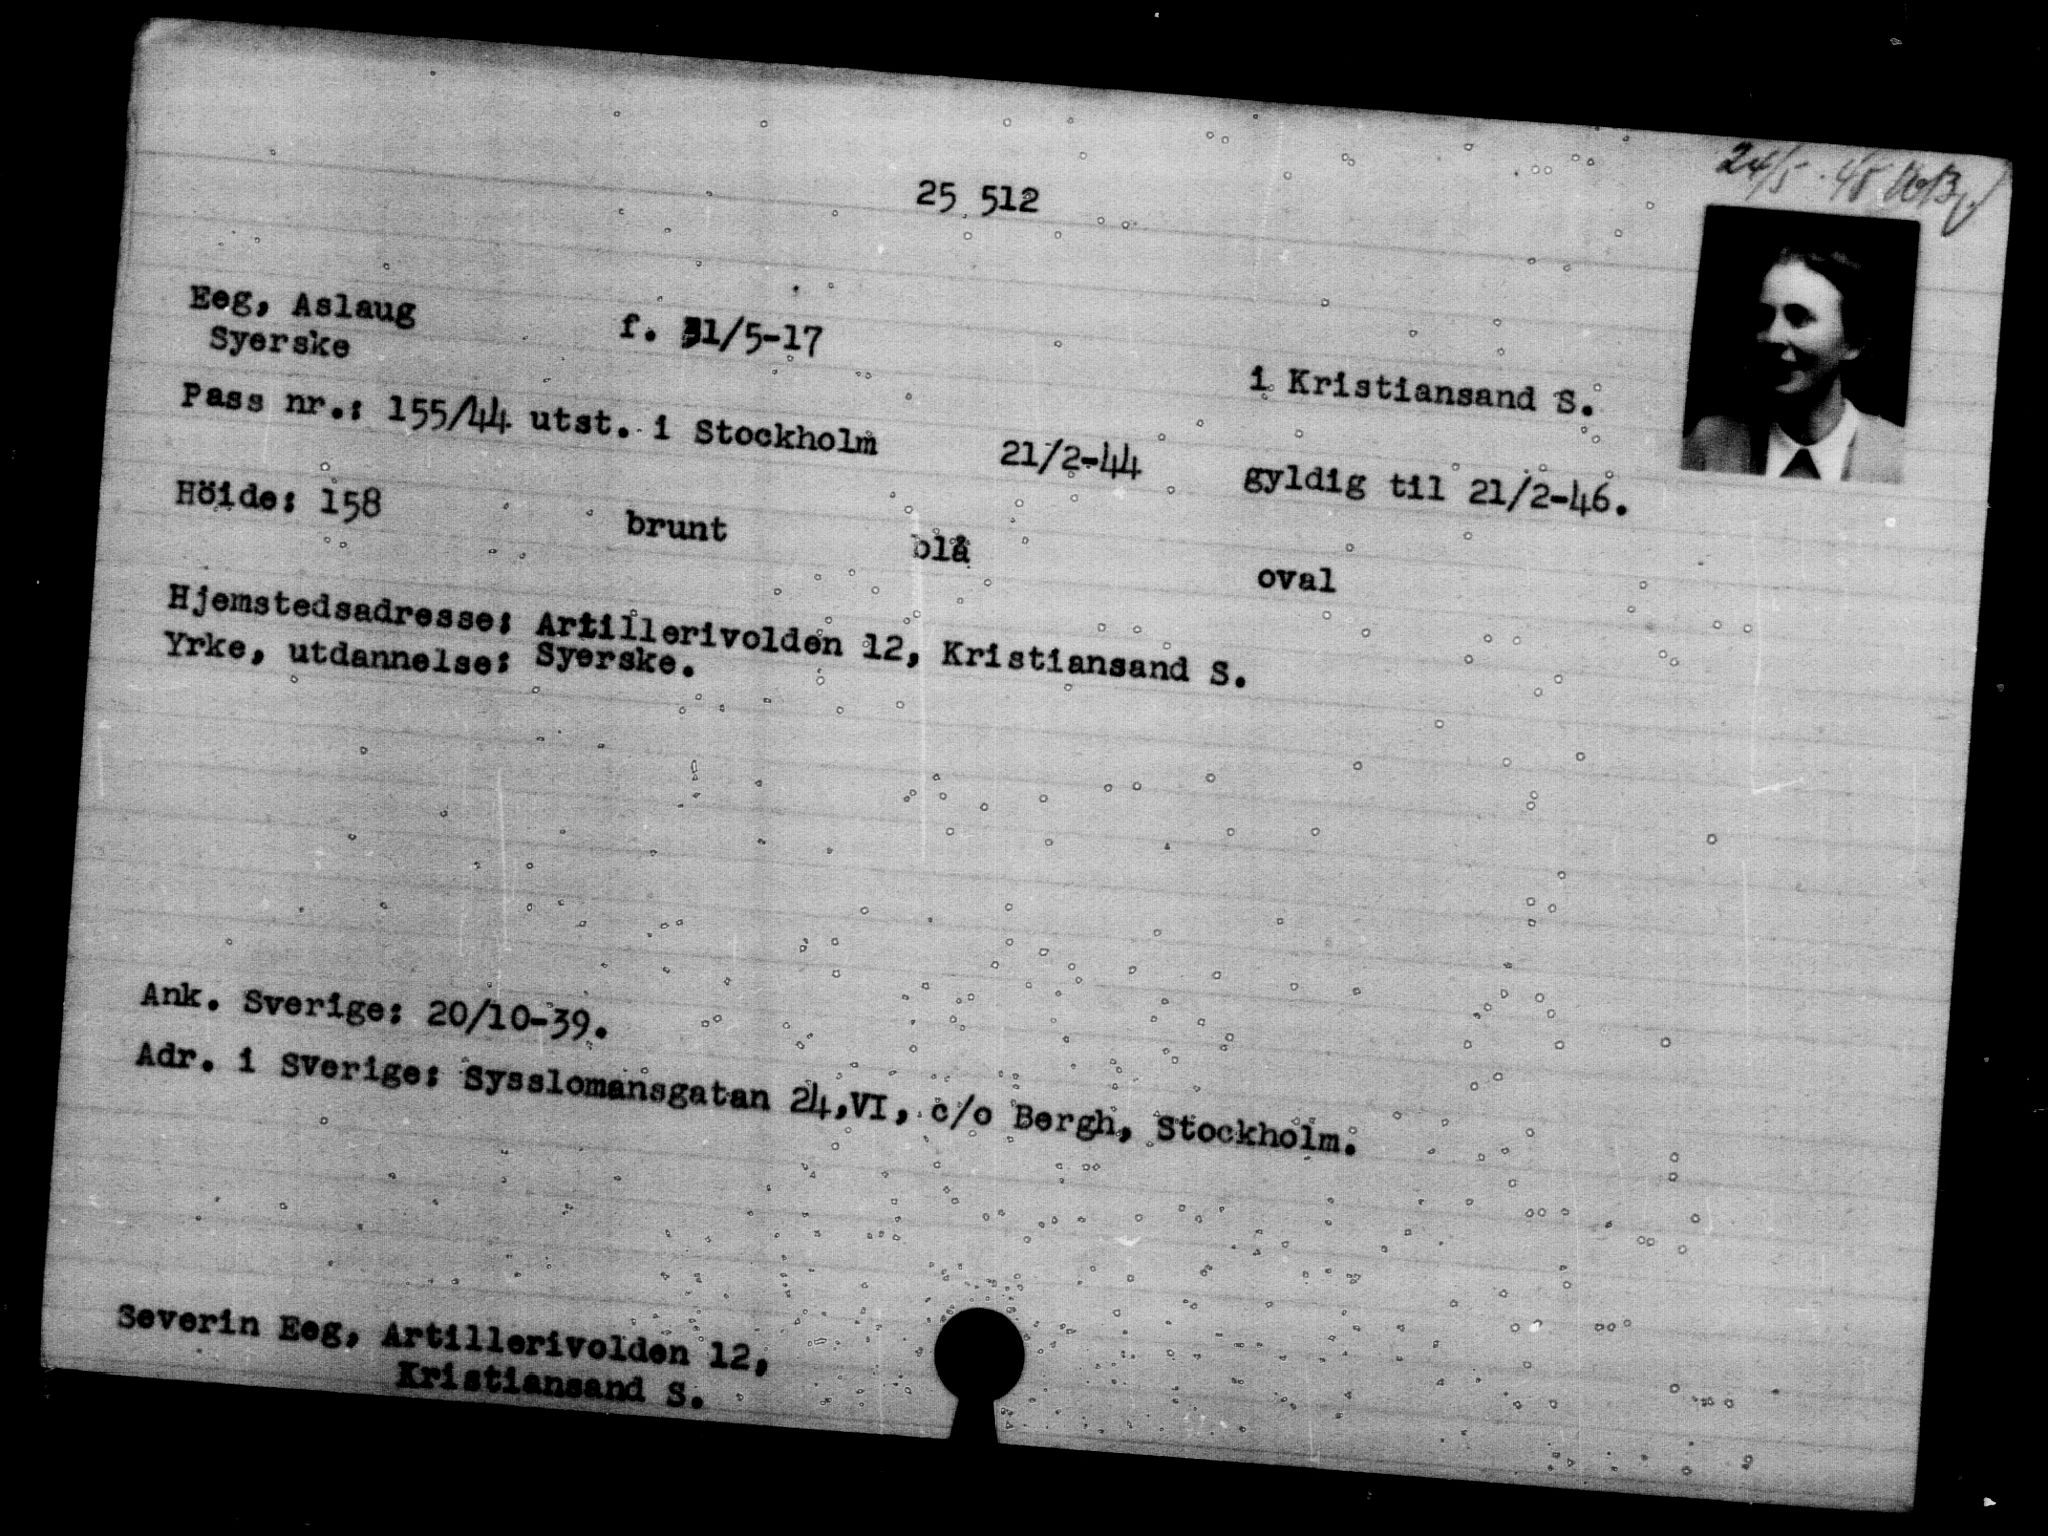 24/5-45
25 512
Eeg, Aslaug f. 31/5-17 i Kristiansand S.
Syerske
Pass nr.: 155/44 utst. i Stockholm 21/2-44 gyldig til 21/2-46.
Höide: 158 brunt blå oval
Hjemstedsadresse: Artillerivolden 12, Kristiansand S.
Yrke, utdannelse: Syerske.
Ank. Sverige: 20/10-39.
Adr. i Sverige: Sysslomansgatan 24,VI, c/o Bergh, Stockholm.
Severin Eeg, Artillerivolden 12,
Kristiansand S.